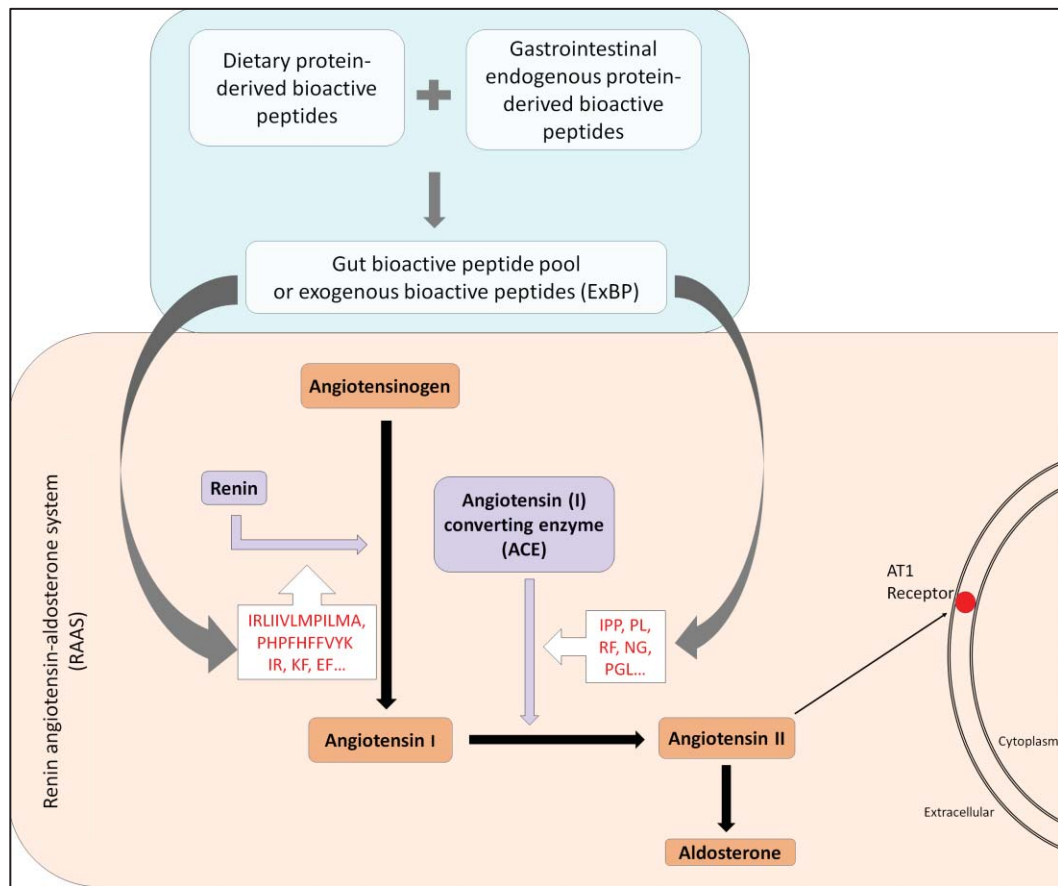 Dietary protein-
derived bioactive
peptides
Gastrointestinal
endogenous protein-
derived bioactive
peptides
Gut bioactive peptide pool
or exogenous bioactive peptides (ExBP)
Renin angiotensin-aldosterone system
(RAAS)
Angiotensinogen
Renin
Angiotensin (I)
converting enzyme
(ACE)
IRLIIVLMPILMA,
PHPFHFFVYK
IR, KF, EF...
IPP, PL,
RF, NG,
PGL...
AT1
Receptor
Angiotensin I
Angiotensin II
Cytoplasm
Extracellular
Aldosterone